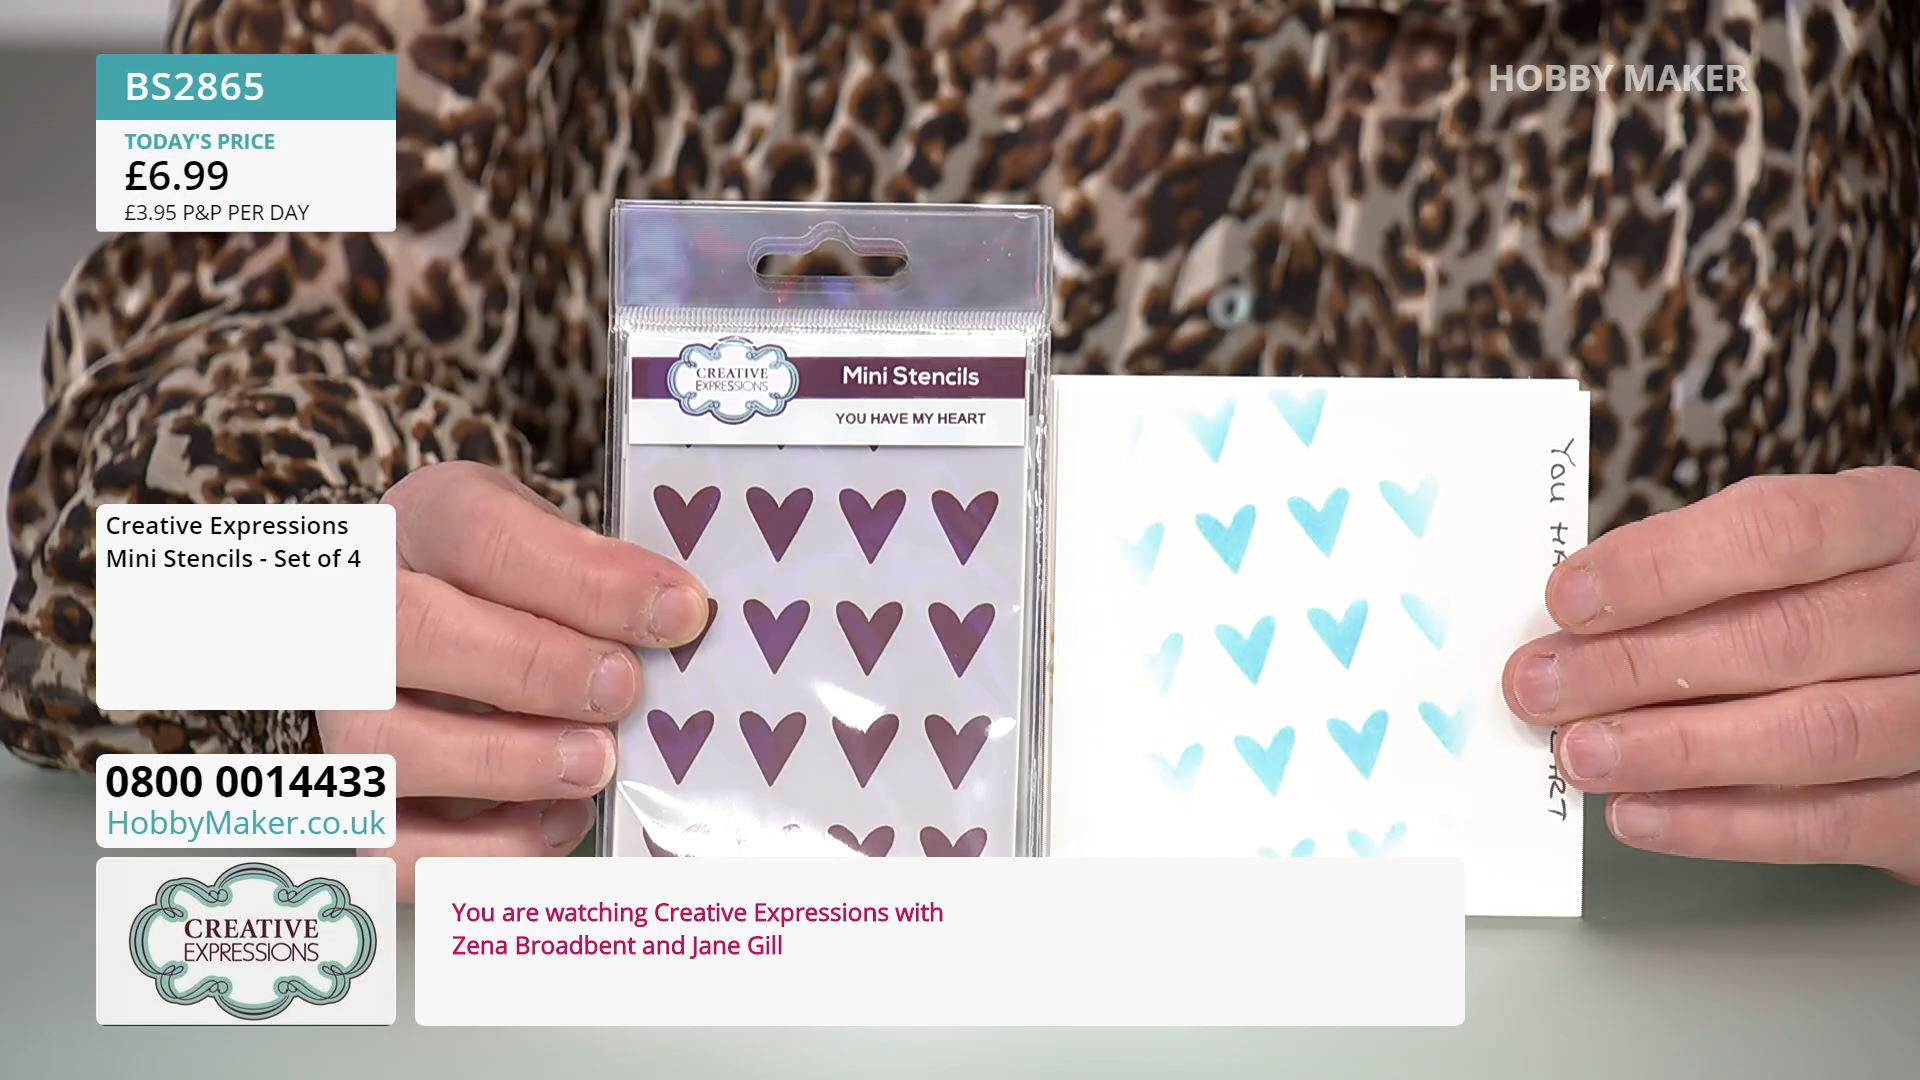 BS2865
TODAY'S PRICE
£6.99
£3.95 P&P PER DAY
HOBBY MAKER
CREATIVE
EXPRESSIONS
Mini Stencils
YOU HAVE MY HEART
YOU
Creative Expressions
Mini Stencils - Set of 4
0800 0014433
HobbyMaker.co.uk
CREATIVE
EXPRESSIONS
You are watching Creative Expressions with
Zena Broadbent and Jane Gill